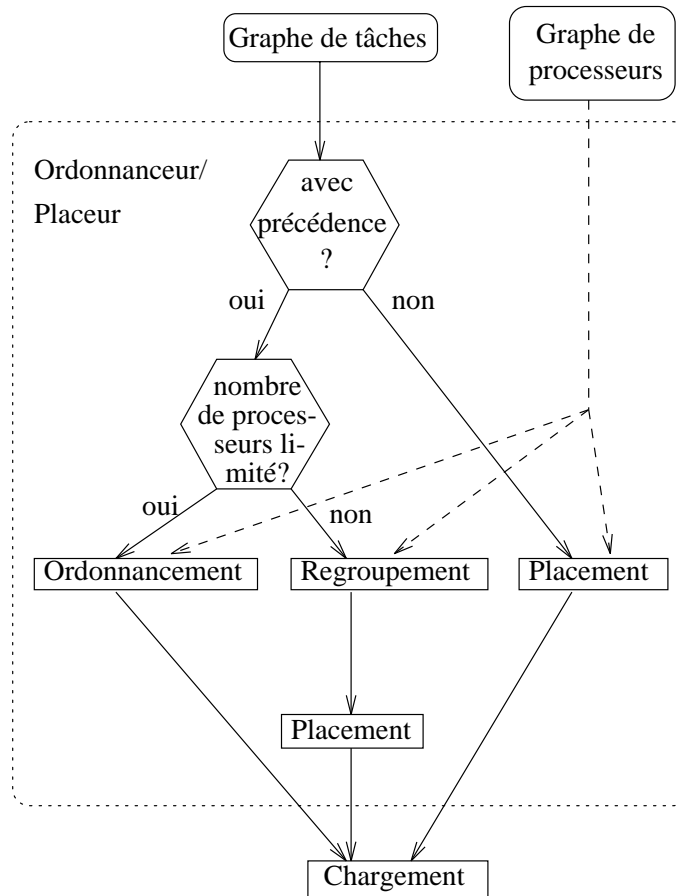 Graphe de tâches
Graphe de
processeurs
Ordonnanceur/
Placeur
avec
précédence
?
oui
non
nombre
de proces-
seurs li-
mité?
oui
non
Ordonnancement
Regroupement
Placement
Placement
Chargement